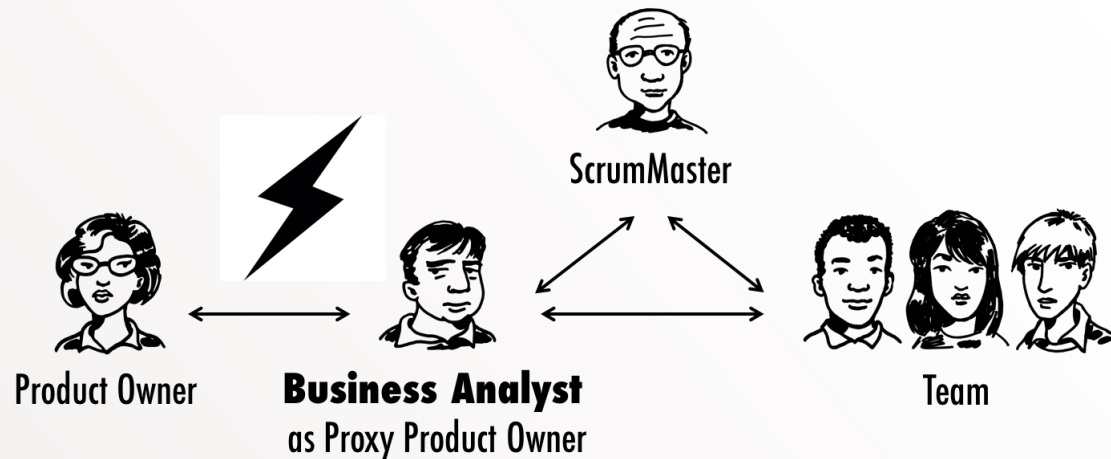 ScrumMaster
Product Owner
Business Analyst
as Proxy Product Owner
Team